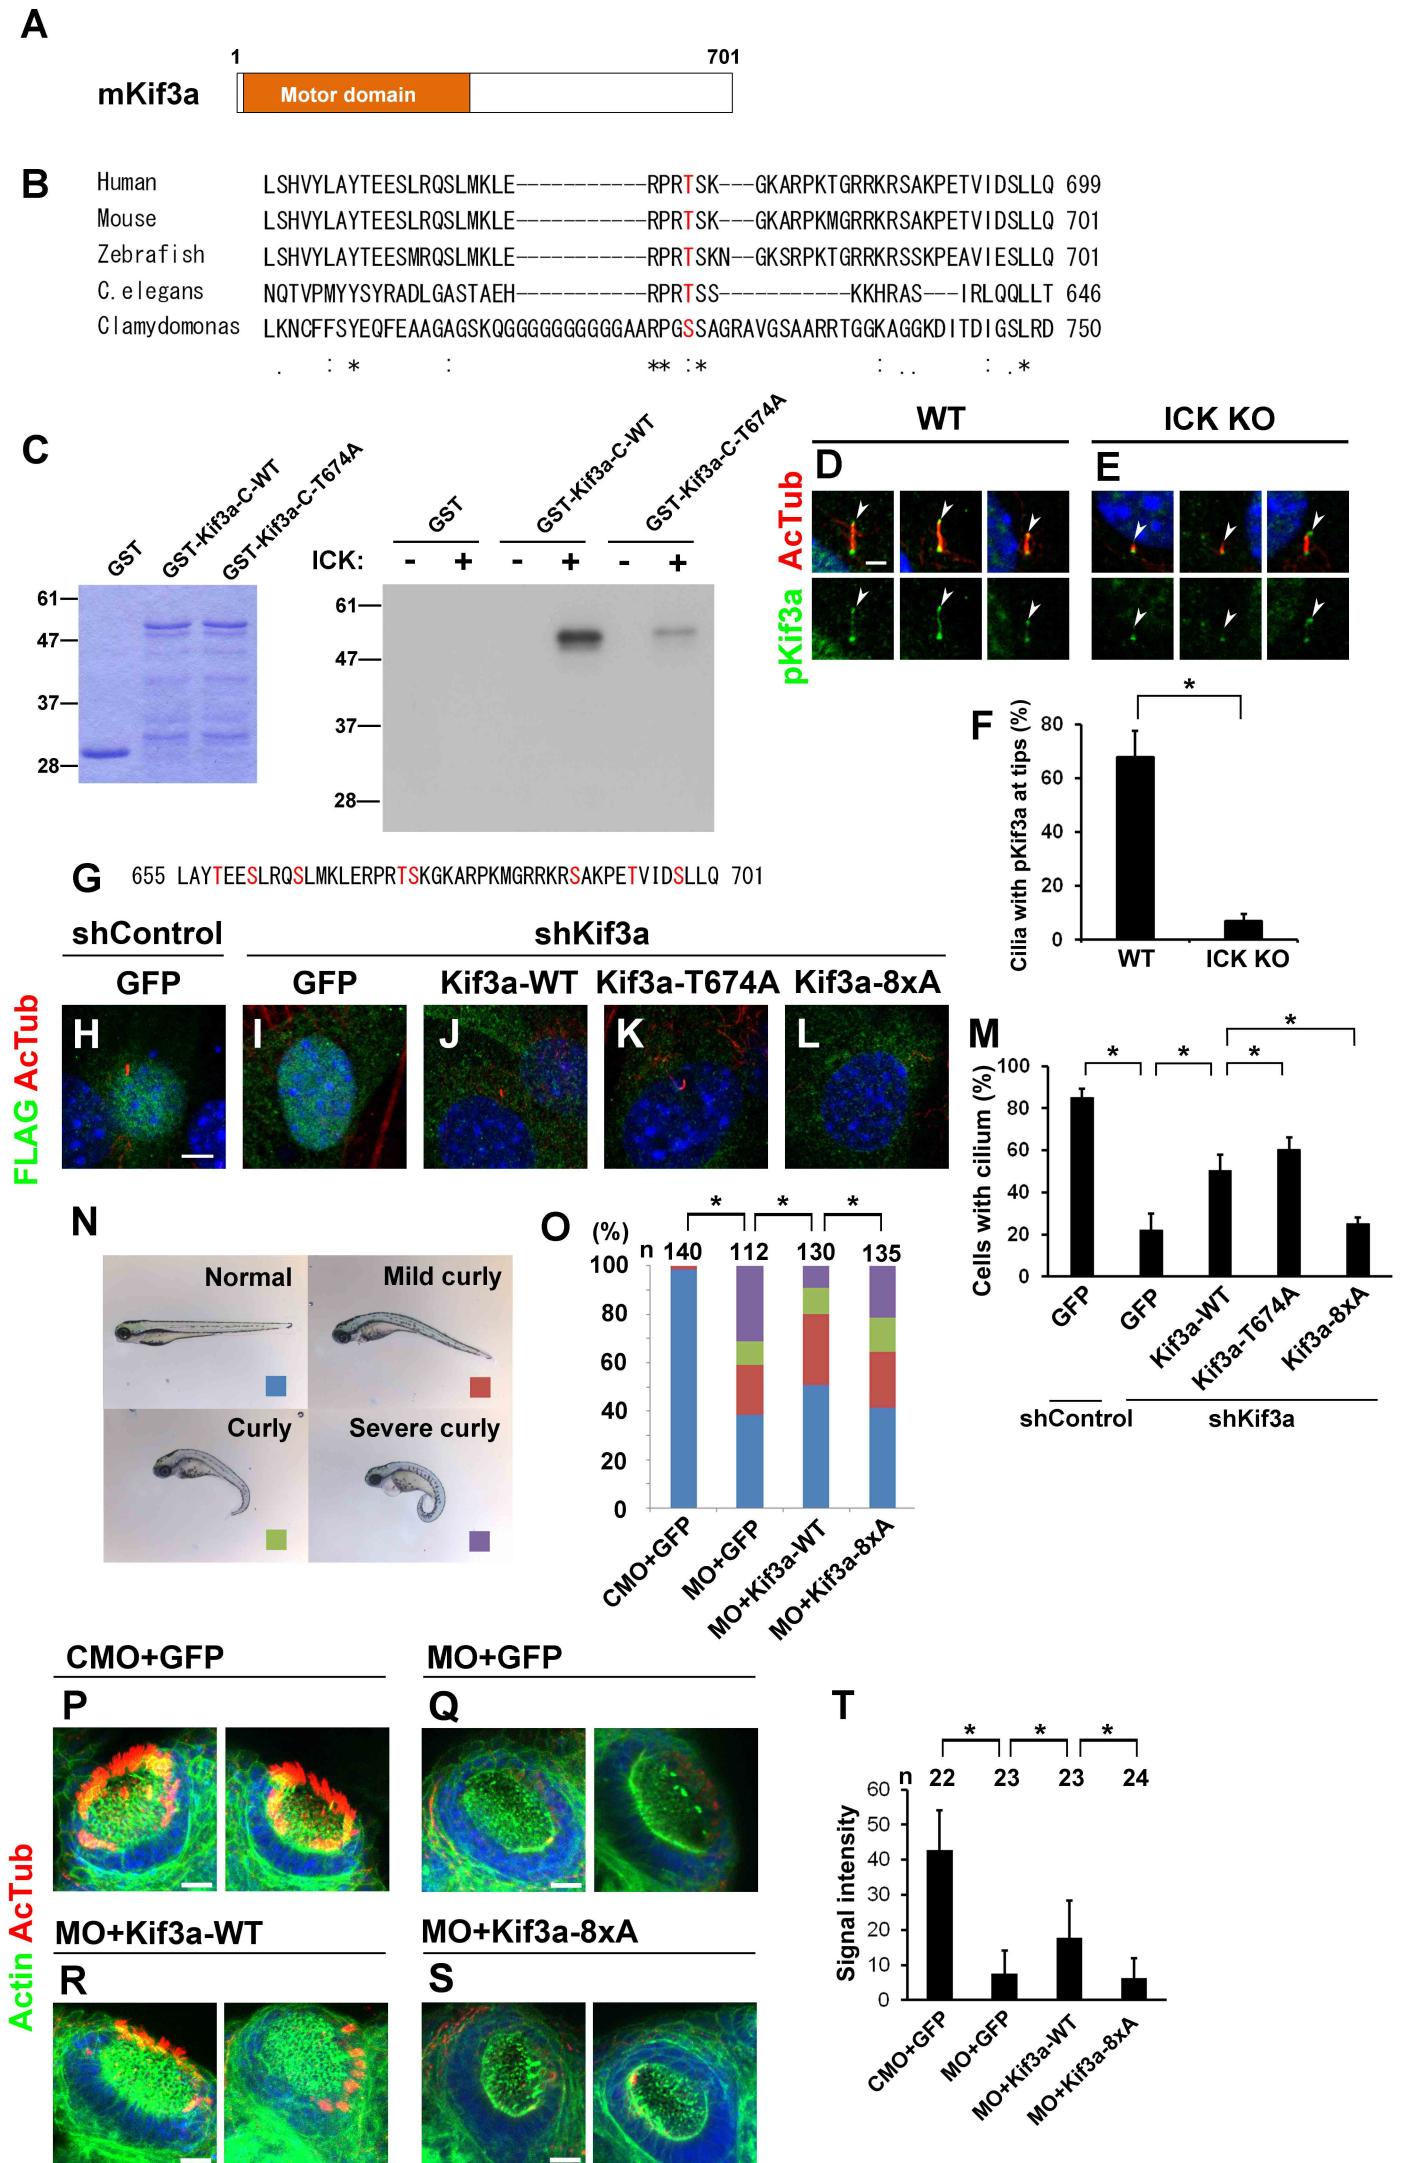 A
1 701
mKif3a Motor domain
B
Human LSHVYLAYTEESLRQSLMKLE-----------RPRTSK---GKARPKTGRRKRSAKPETVIDSLLQ 699
Mouse LSHVYLAYTEESLRQSLMKLE-----------RPRTSK---GKARPKMGRRKRSAKPETVIDSLLQ 701
Zebrafish LSHVYLAYTEESMRQSLMKLE-----------RPRTSKN--GKSRPKTGRRKRSSKPEAVIESLLQ 701
C.elegans NQTVPMYYSYRADLGASTAEH-----------RPRTSS-----------KKHRAS---IRLQQLLT 646
Clamydomonas LKNCFFSYEQFEAAGAGSKQGGGGGGGGGGAARPGSSAGRAVGSAARRTGGKAGGKDITDIGSLRD 750
. : * : ** :* : .. : . *
C
GST
GST-Kif3a-C-WT
GST-Kif3a-C-T674A
61
47
37
28
GST
GST-Kif3a-C-WT
GST-Kif3a-C-T674A
ICK: - + - + - +
61
47
37
28
WT ICK KO
D E
pKif3a AcTub
F
Cilia with pKif3a at tips (%)
*
80
60
40
20
0
WT ICK KO
G
655 LAYTEESLRQSLMKLERPRTSKGKARPKMGRRKRSAKPETVIDSLLQ 701
shControl shKif3a
GFP GFP Kif3a-WT Kif3a-T674A Kif3a-8xA
FLAG AcTub
H I J K L
M
Cells with cilium (%)
* * * *
100
80
60
40
20
0
GFP
GFP
Kif3a-WT
Kif3a-T674A
Kif3a-8xA
shControl shKif3a
N
Normal Mild curly
Curly Severe curly
O
(%)
* * *
n 140 112 130 135
100
80
60
40
20
0
CMO+GFP
MO+GFP
MO+Kif3a-WT
MO+Kif3a-8xA
CMO+GFP MO+GFP
P Q
MO+Kif3a-WT MO+Kif3a-8xA
R S
Actin AcTub
T
* * *
n 22 23 23 24
Signal intensity
60
50
40
30
20
10
0
CMO+GFP
MO+GFP
MO+Kif3a-WT
MO+Kif3a-8xA